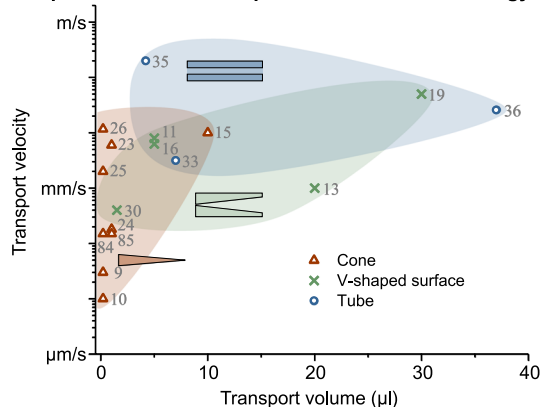 m/s
35
19
36
26
11
15
23
16
33
25
mm/s
13
30
24
85
84
9
10
Cone
V-shaped surface
Tube
μm/s
0
10
20
30
40
Transport volume (μl)
Transport velocity